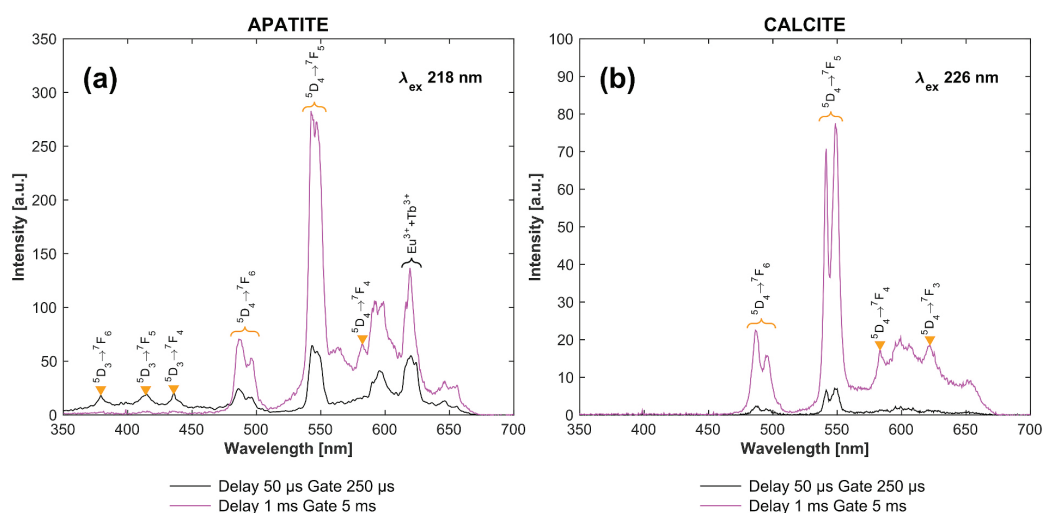 APATITE
(a)
λex 218 nm
350
300
250
200
150
100
50
0
Intensity [a.u.]
⁵D₃→⁷F₆
⁵D₃→⁷F₅
⁵D₃→⁷F₄
⁵D₄→⁷F₆
⁵D₄→⁷F₅
⁵D₄→⁷F₄
Eu³⁺+Tb³⁺
350 400 450 500 550 600 650 700
Wavelength [nm]
Delay 50 µs Gate 250 µs
Delay 1 ms Gate 5 ms
CALCITE
(b)
λex 226 nm
100
90
80
70
60
50
40
30
20
10
0
Intensity [a.u.]
⁵D₄→⁷F₆
⁵D₄→⁷F₅
⁵D₄→⁷F₄
⁵D₄→⁷F₃
350 400 450 500 550 600 650 700
Wavelength [nm]
Delay 50 µs Gate 250 µs
Delay 1 ms Gate 5 ms